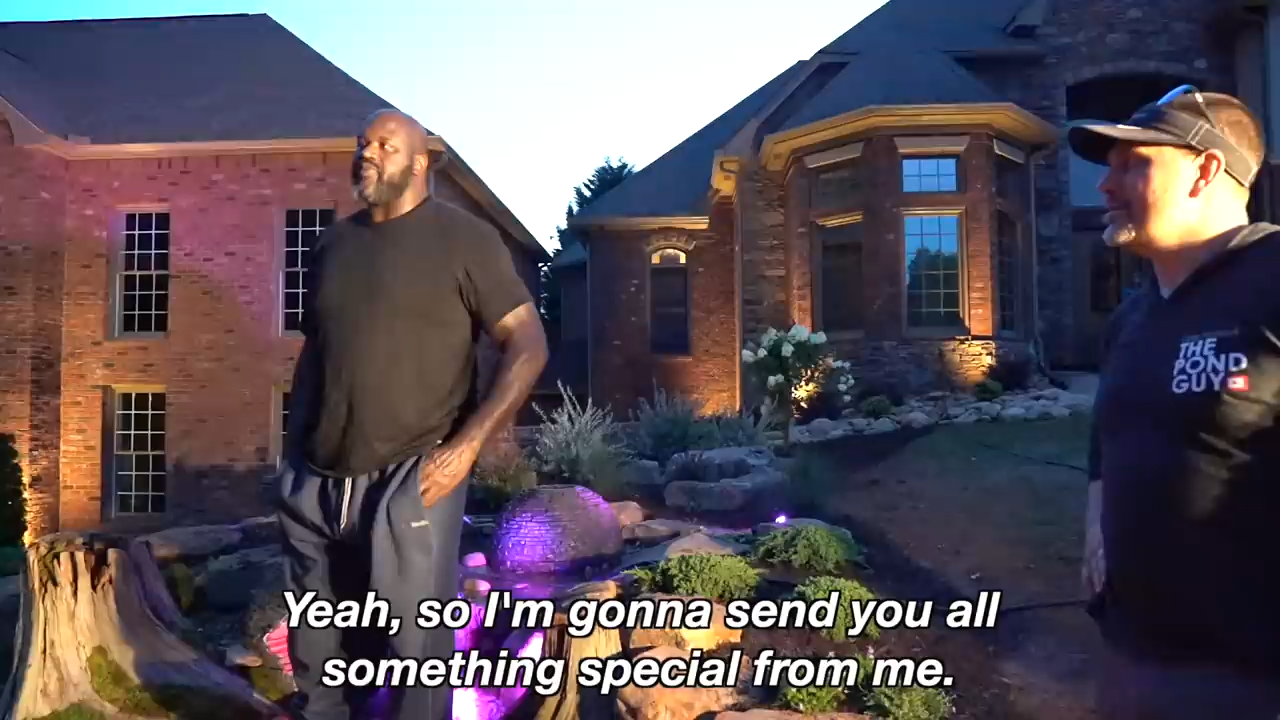 THE
POND
GUY
Yeah, so I'm gonna send you all
something special from me.